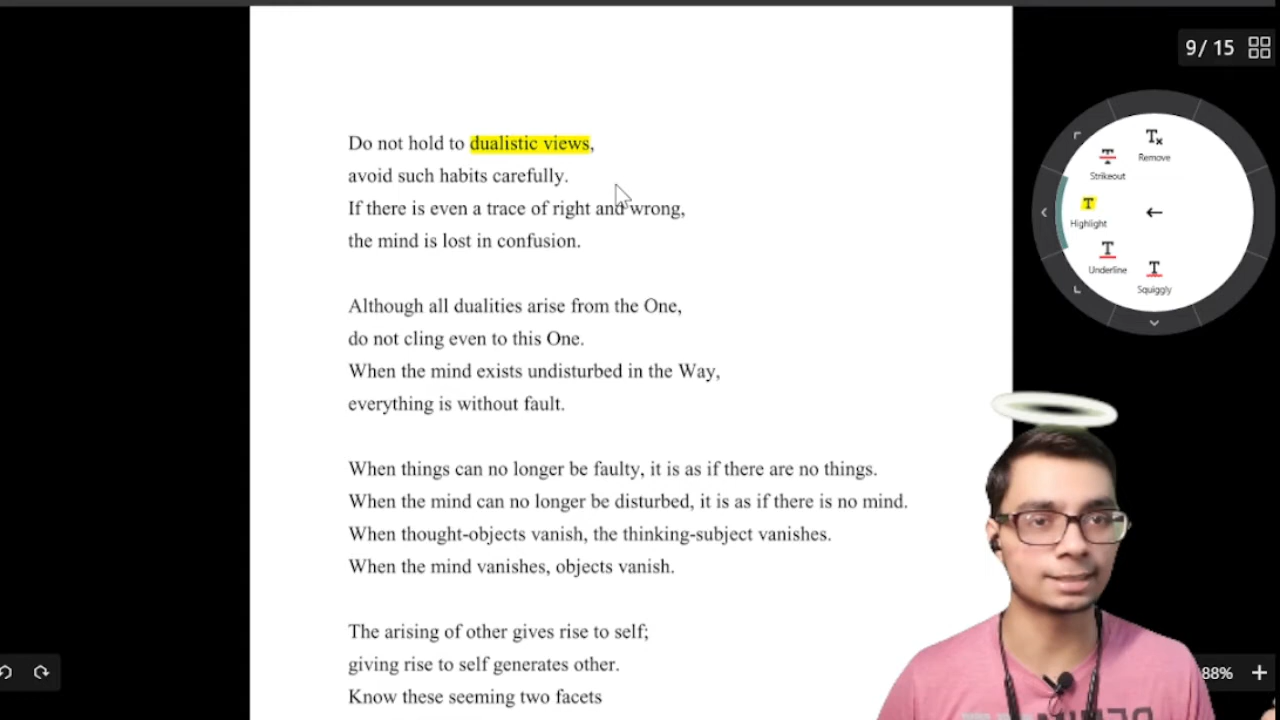 9/ 15
Do not hold to dualistic views,
avoid such habits carefully.
If there is even a trace of right and wrong,
the mind is lost in confusion.
Although all dualities arise from the One,
do not cling even to this One.
When the mind exists undisturbed in the Way,
everything is without fault.
When things can no longer be faulty, it is as if there are no things.
When the mind can no longer be disturbed, it is as if there is no mind.
When thought-objects vanish, the thinking-subject vanishes.
When the mind vanishes, objects vanish.
The arising of other gives rise to self;
giving rise to self generates other.
Know these seeming two facets
Remove
Strikeout
Highlight
Underline
Squiggly
88%